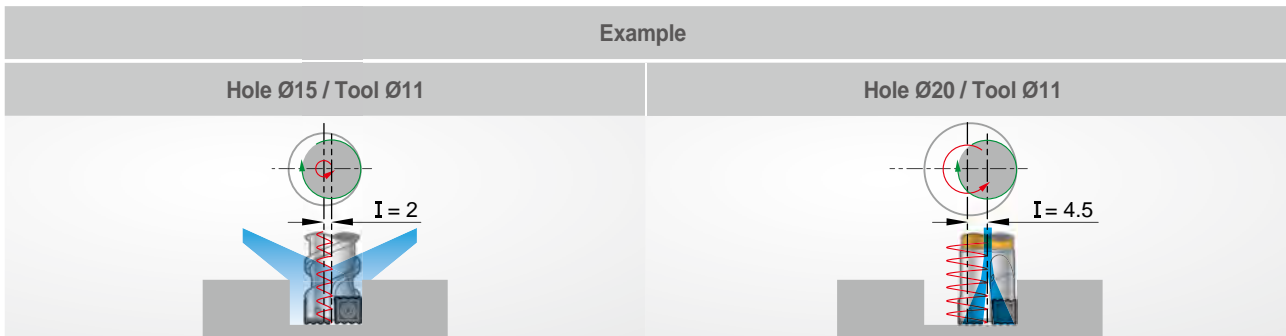 Example
Hole Ø15 / Tool Ø11
Hole Ø20 / Tool Ø11
I = 2
I = 4.5